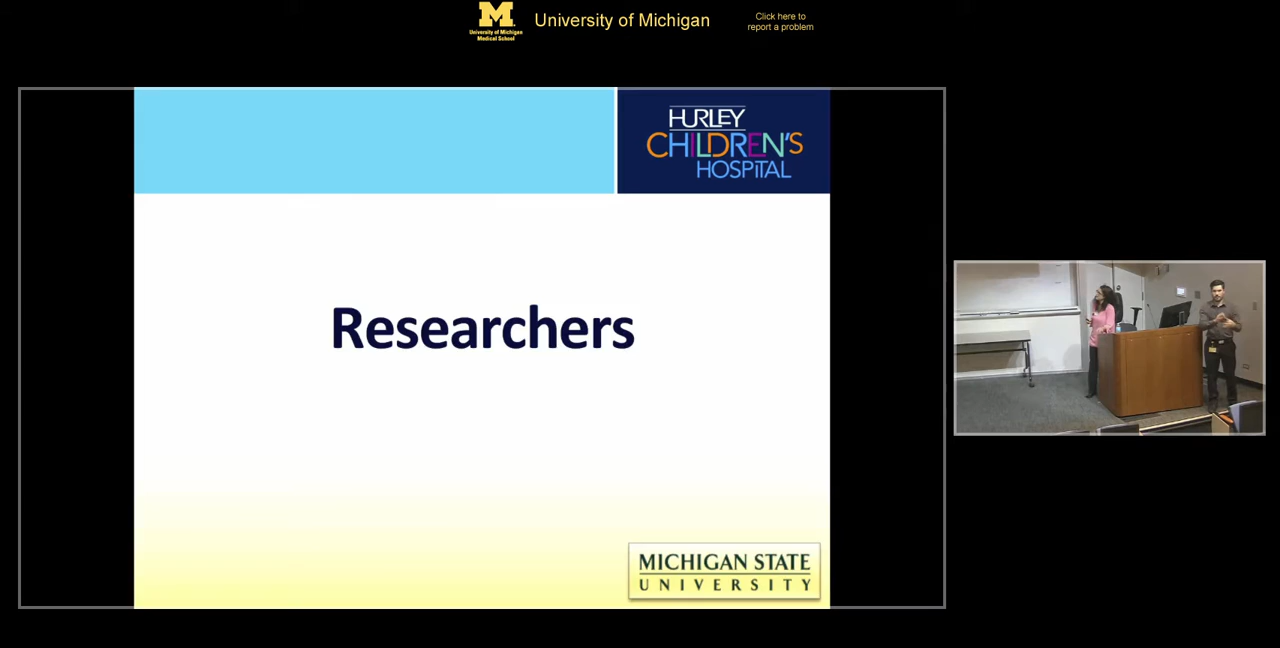 University of Michigan
Medical School
University of Michigan
Click here to
report a problem
HURLEY
CHILDREN'S
HOSPITAL
Researchers
MICHIGAN STATE
UNIVERSITY